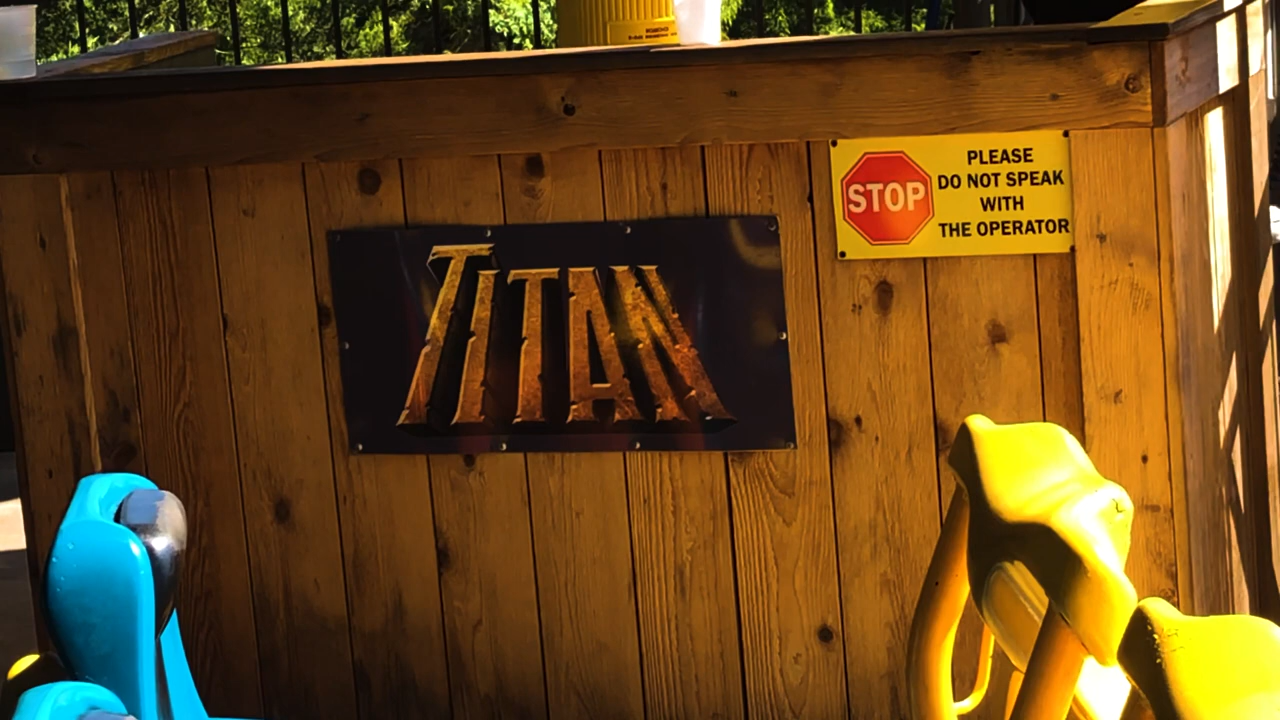 TITAN
STOP
PLEASE
DO NOT SPEAK
WITH
THE OPERATOR